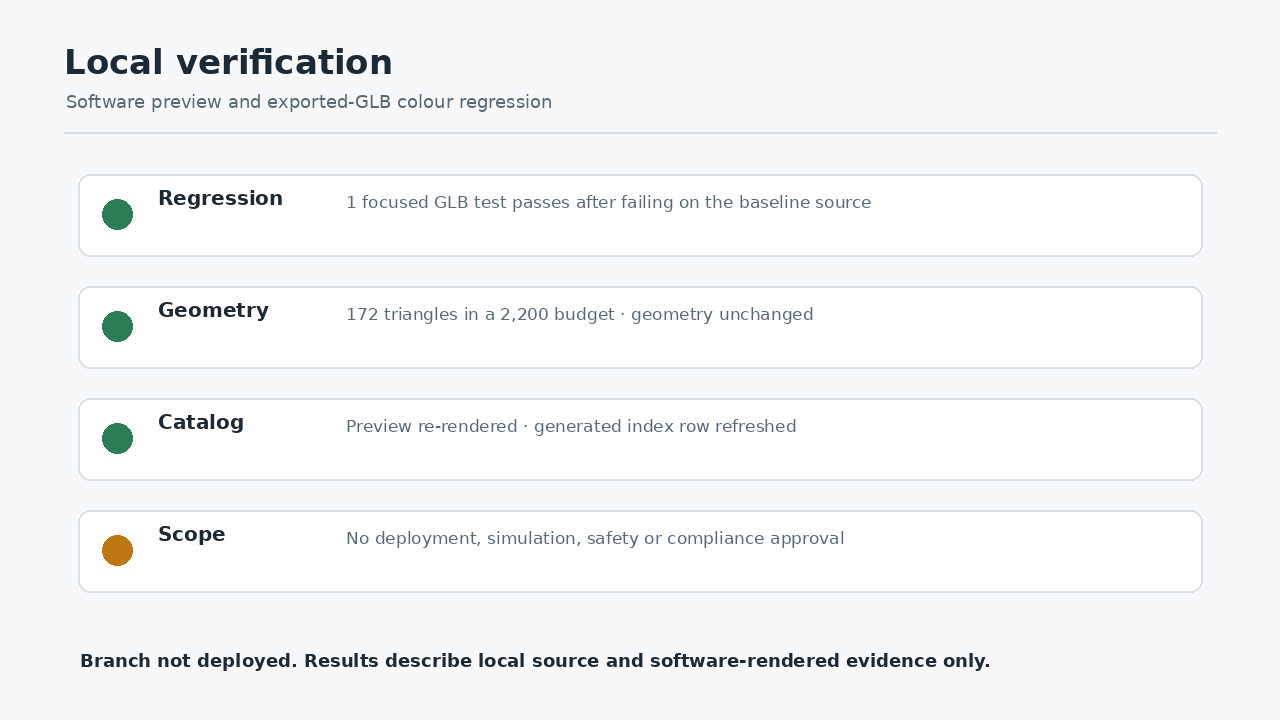 Local verification
Software preview and exported-GLB colour regression
Regression
1 focused GLB test passes after failing on the baseline source
Geometry
172 triangles in a 2,200 budget · geometry unchanged
Catalog
Preview re-rendered · generated index row refreshed
Scope
No deployment, simulation, safety or compliance approval
Branch not deployed. Results describe local source and software-rendered evidence only.